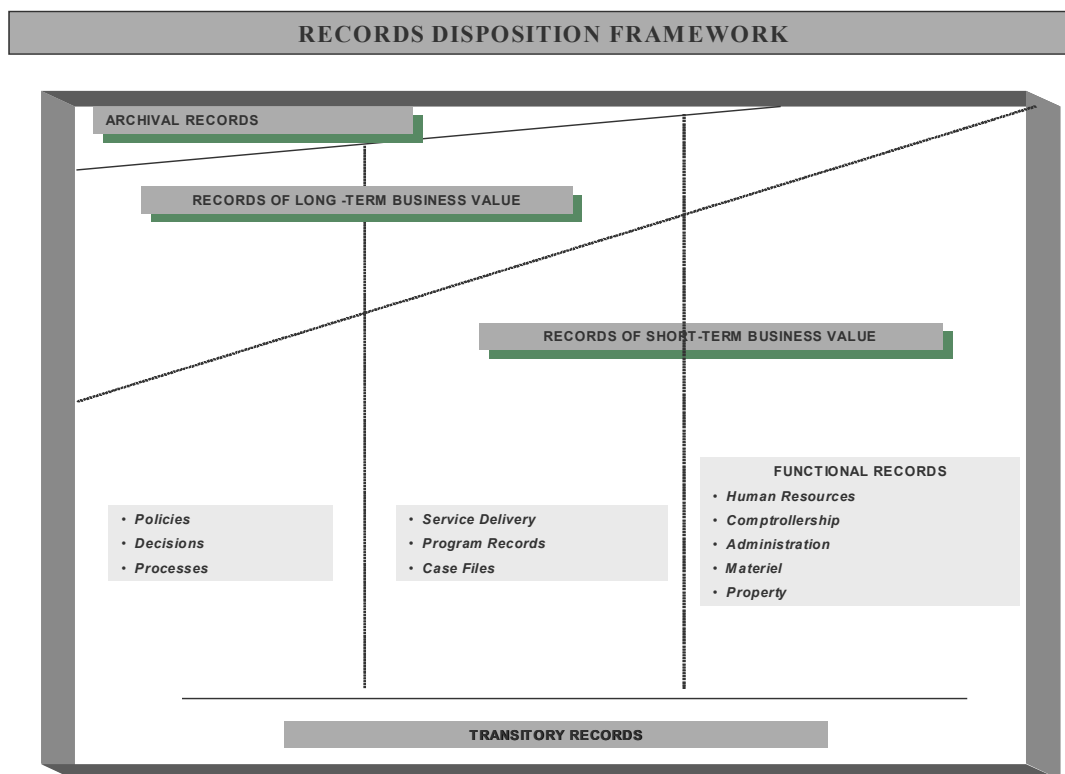 RECORDS DISPOSITION FRAMEWORK
ARCHIVAL RECORDS
RECORDS OF LONG -TERM BUSINESS VALUE
RECORDS OF SHORT-TERM BUSINESS VALUE
• Policies
• Decisions
• Processes
• Service Delivery
• Program Records
• Case Files
FUNCTIONAL RECORDS
• Human Resources
• Comptrollership
• Administration
• Materiel
• Property
TRANSITORY RECORDS